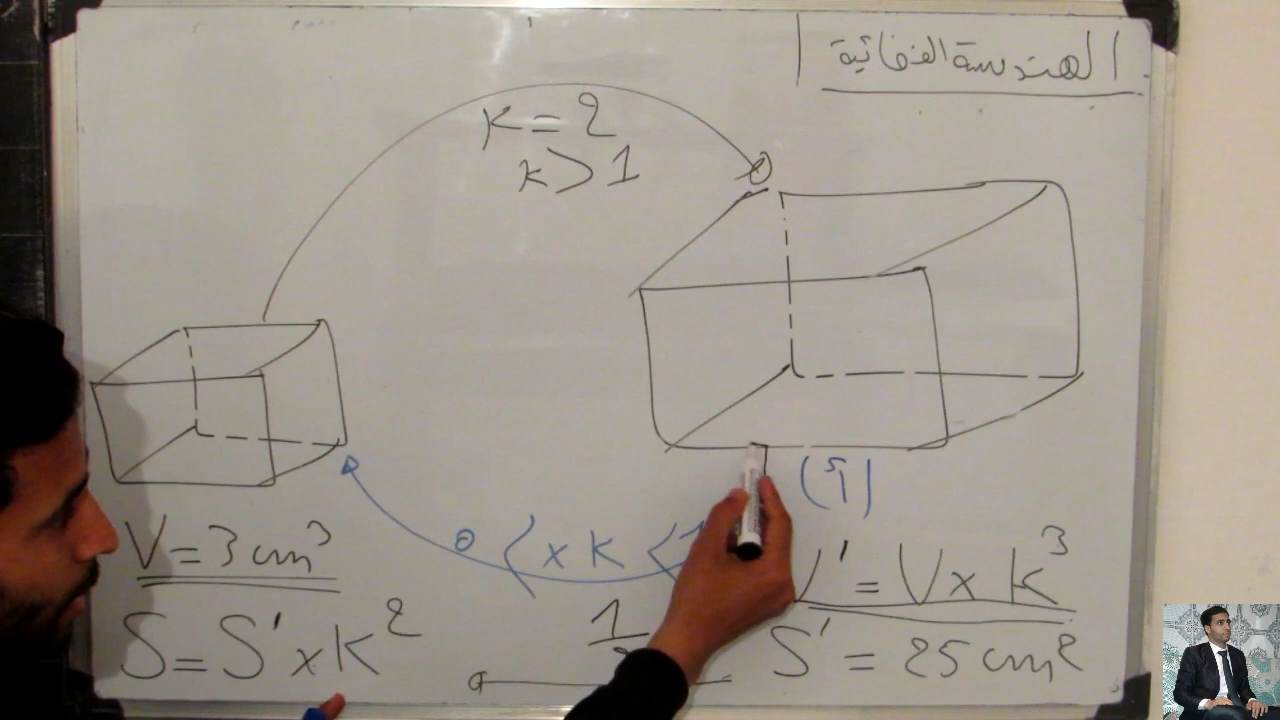 الهندسة الفضائية
K = 2
K > 1
(م)
0 < x K < 1
V = 3 cm³
V' = V x K³
S = S' x K²
S' = 25 cm²